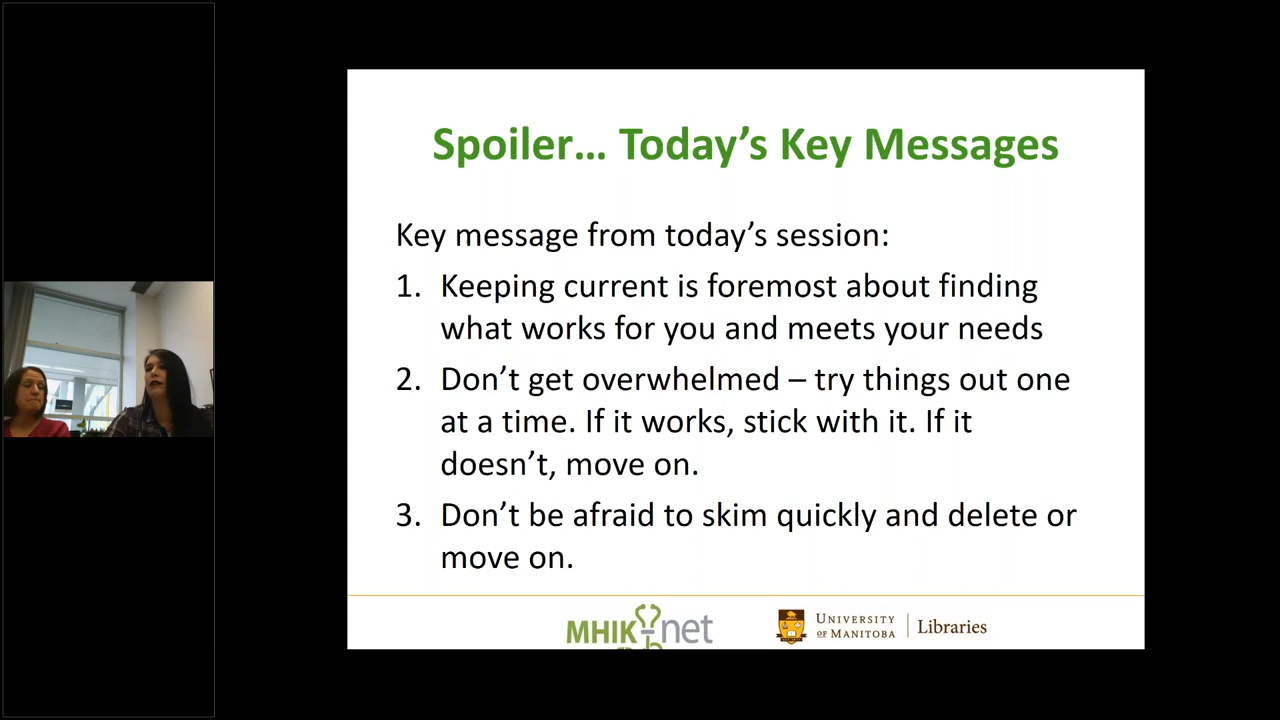 Spoiler... Today's Key Messages
Key message from today's session:
1. Keeping current is foremost about finding
what works for you and meets your needs
2. Don't get overwhelmed – try things out one
at a time. If it works, stick with it. If it
doesn't, move on.
3. Don't be afraid to skim quickly and delete or
move on.
MHIKnet
UNIVERSITY
OF MANITOBA
Libraries